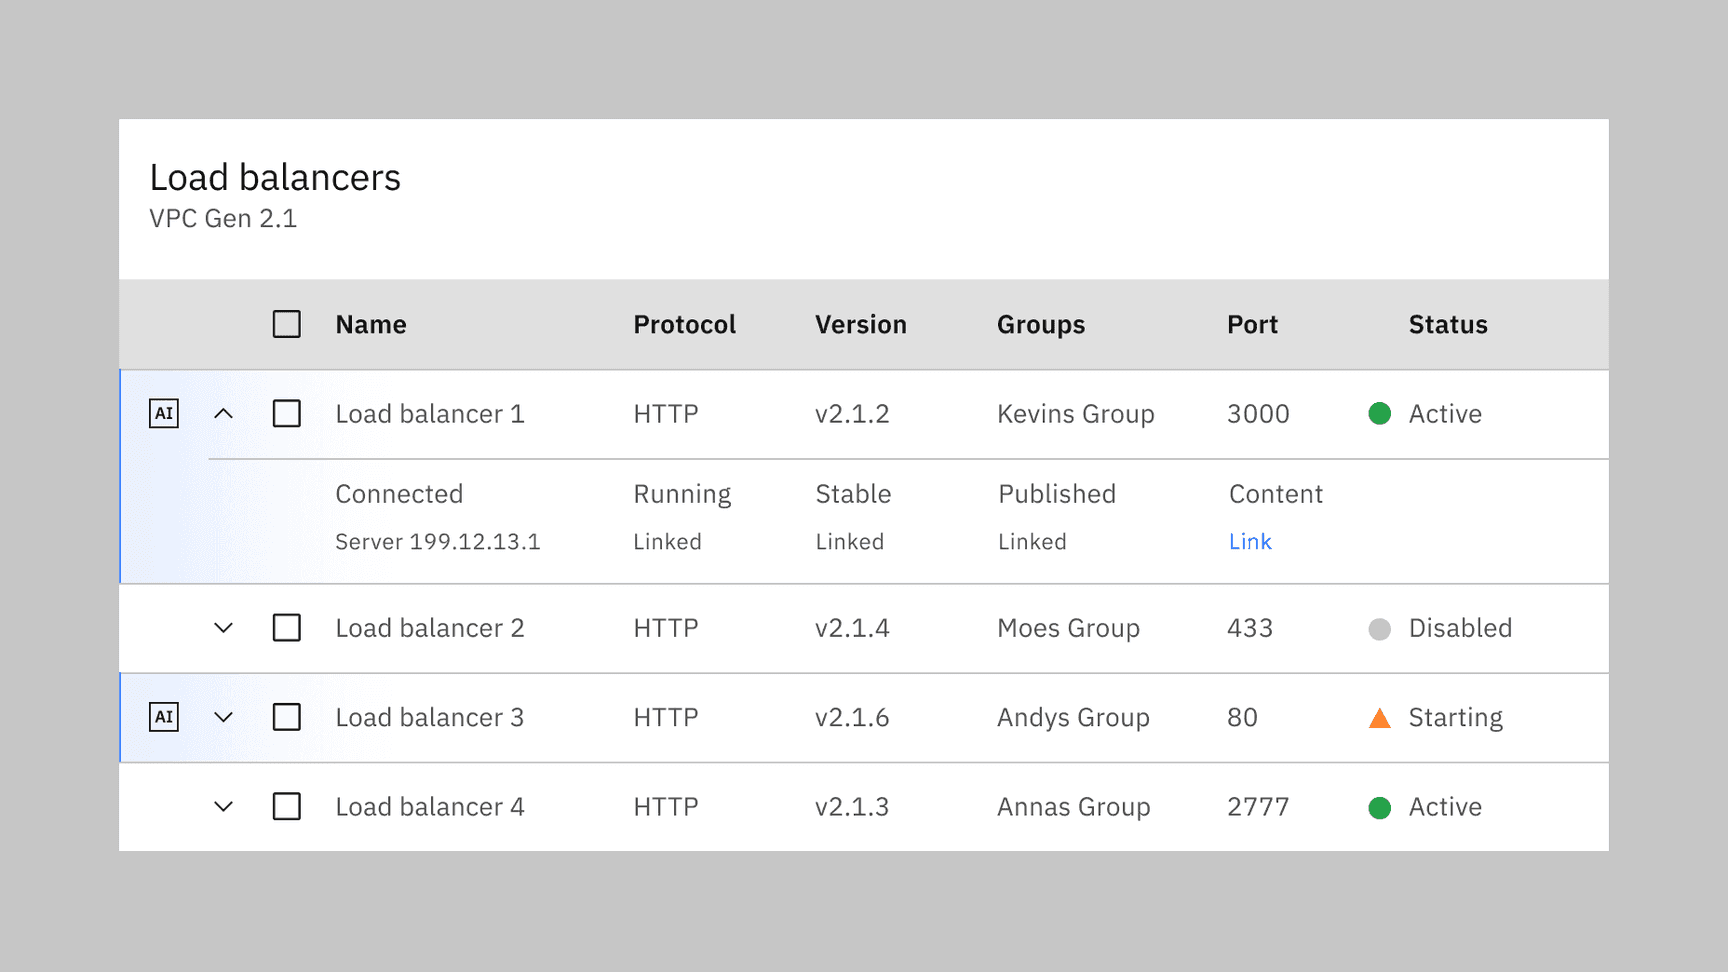 Load balancers
VPC Gen 2.1
Name Protocol Version Groups Port Status
AI Load balancer 1 HTTP v2.1.2 Kevins Group 3000 Active
Connected Running Stable Published Content
Server 199.12.13.1 Linked Linked Linked Link
Load balancer 2 HTTP v2.1.4 Moes Group 433 Disabled
AI Load balancer 3 HTTP v2.1.6 Andys Group 80 Starting
Load balancer 4 HTTP v2.1.3 Annas Group 2777 Active